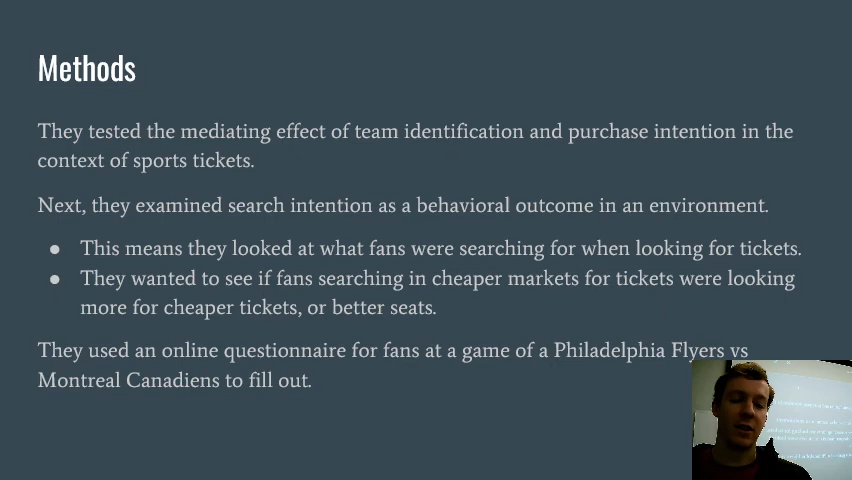 Methods
They tested the mediating effect of team identification and purchase intention in the
context of sports tickets.
Next, they examined search intention as a behavioral outcome in an environment.
● This means they looked at what fans were searching for when looking for tickets.
● They wanted to see if fans searching in cheaper markets for tickets were looking
more for cheaper tickets, or better seats.
They used an online questionnaire for fans at a game of a Philadelphia Flyers vs
Montreal Canadiens to fill out.